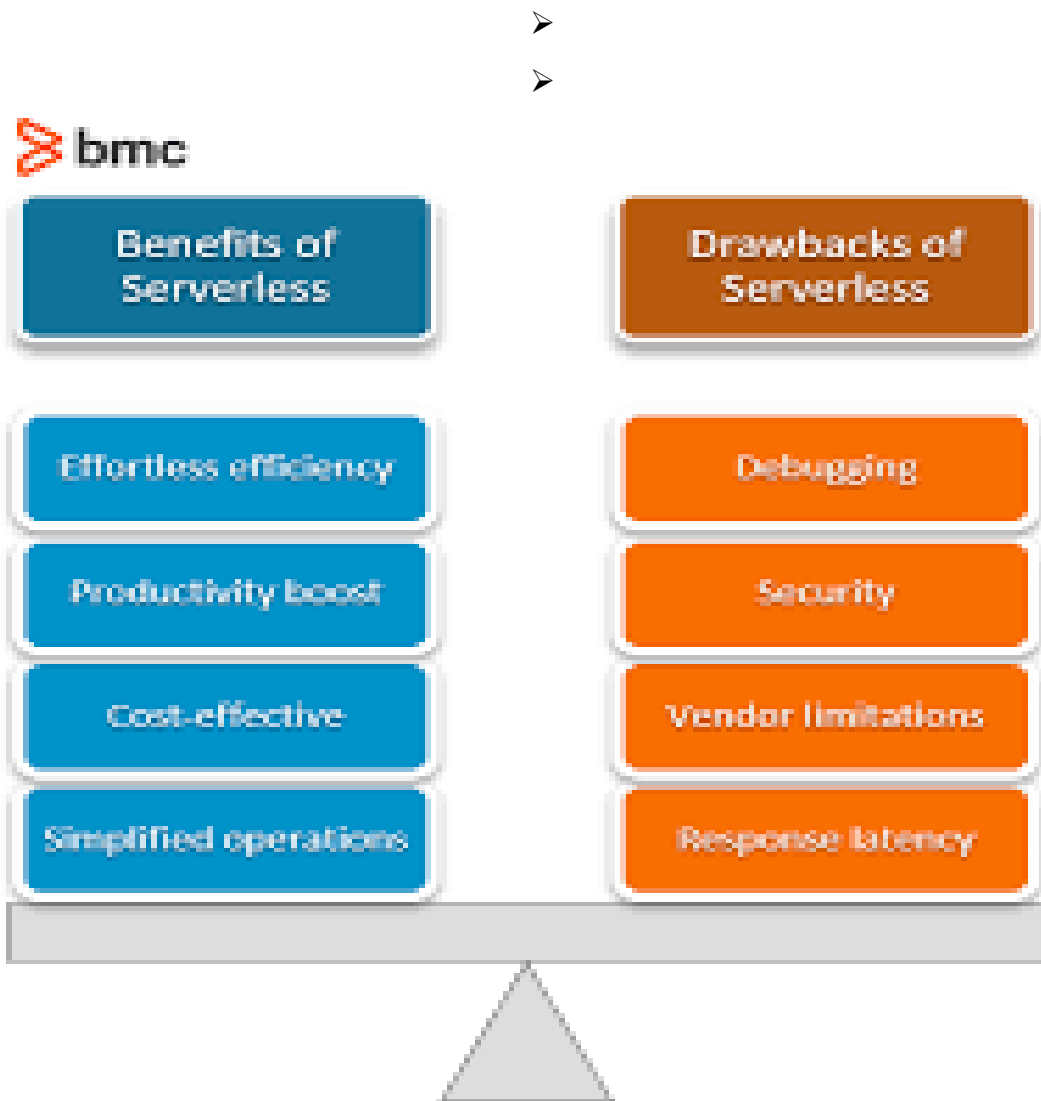 ➢
➢
bmc
Benefits of
Serverless
Drawbacks of
Serverless
Effortless efficiency
Debugging
Productivity boost
Security
Cost-effective
Vendor limitations
Simplified operations
Response latency